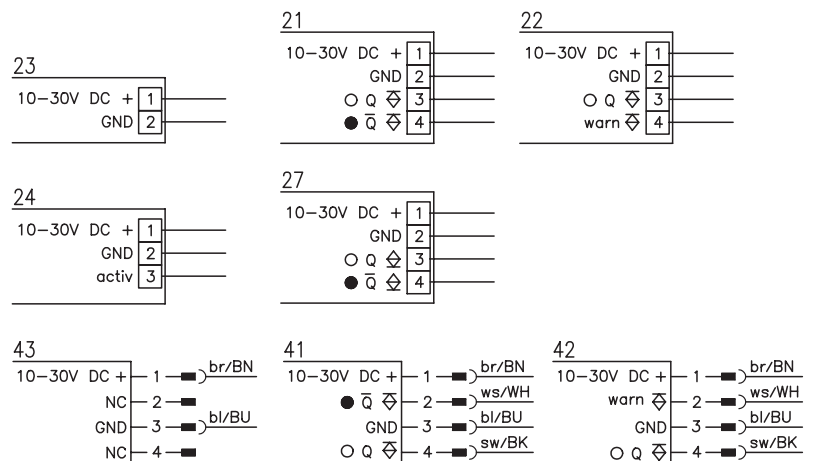 23
10–30V DC + 1
GND 2
21
10–30V DC + 1
GND 2
Q 3
Q̅ 4
22
10–30V DC + 1
GND 2
Q 3
warn 4
24
10–30V DC + 1
GND 2
activ 3
27
10–30V DC + 1
GND 2
Q 3
Q̅ 4
43
10–30V DC + 1 br/BN
NC 2
GND 3 bl/BU
NC 4
41
10–30V DC + 1 br/BN
Q̅ 2 ws/WH
GND 3 bl/BU
Q 4 sw/BK
42
10–30V DC + 1 br/BN
warn 2 ws/WH
GND 3 bl/BU
Q 4 sw/BK